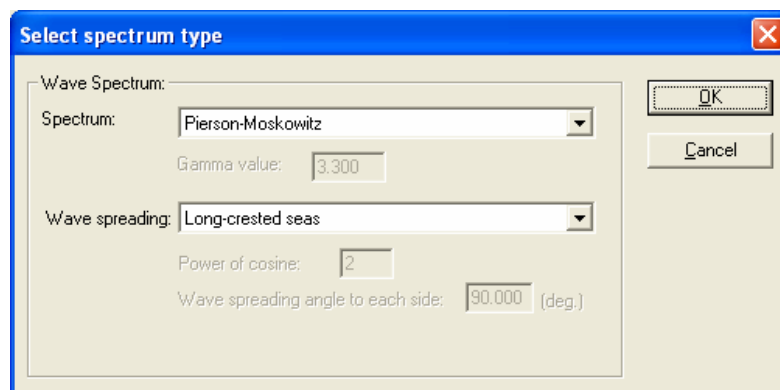 Select spectrum type
Wave Spectrum:
Spectrum: Pierson-Moskowitz
Gamma value: 3.300
Wave spreading: Long-crested seas
Power of cosine: 2
Wave spreading angle to each side: 90.000 (deg.)
OK
Cancel